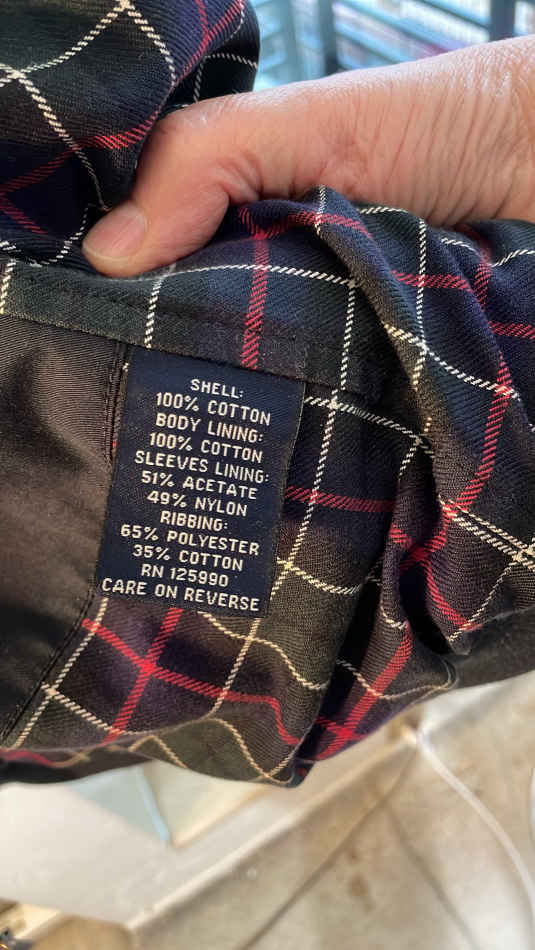 SHELL:
100% COTTON
BODY LINING:
100% COTTON
SLEEVES LINING:
51% ACETATE
49% NYLON
RIBBING:
65% POLYESTER
35% COTTON
RN 125990
CARE ON REVERSE